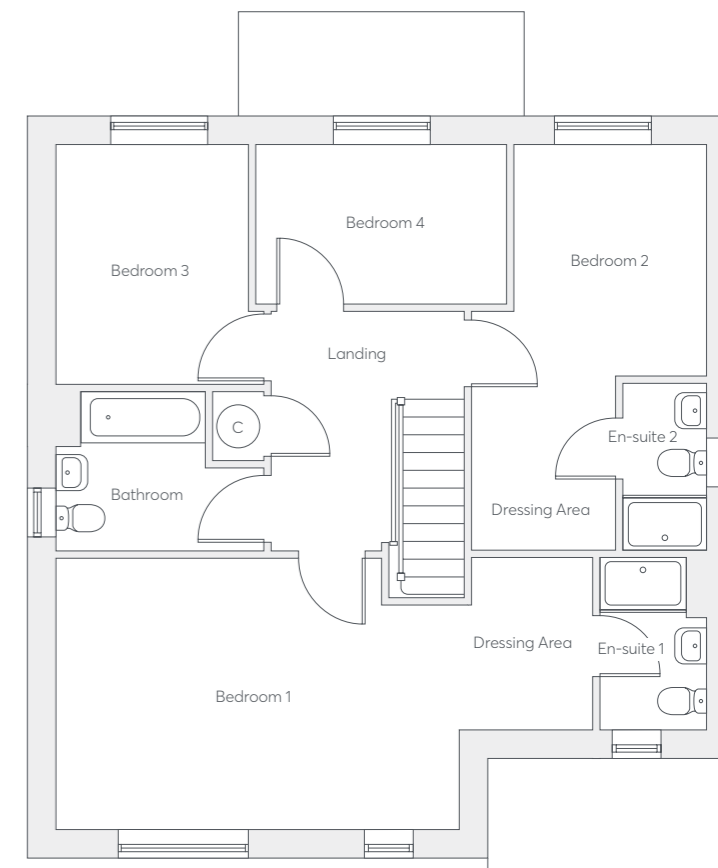 Bedroom 4
Bedroom 2
Bedroom 3
Landing
C
En-suite 2
Bathroom
Dressing Area
Dressing Area
En-suite 1
Bedroom 1